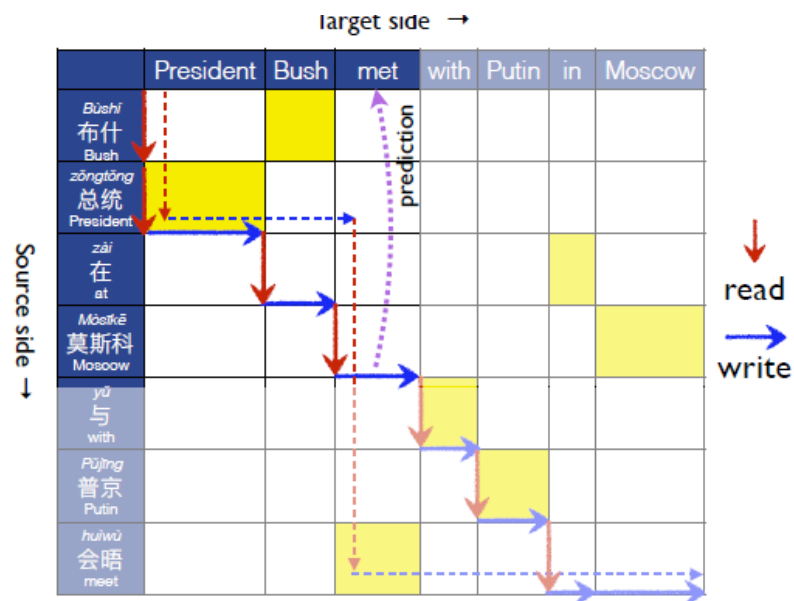 Target side →
President Bush met with Putin in Moscow
Bùshí
布什
Bush
zǒngtǒng
总统
President
zài
在
at
Mòsīkē
莫斯科
Moscow
yǔ
与
with
Pǔjīng
普京
Putin
huìwù
会晤
meet
Source side →
prediction
read
write